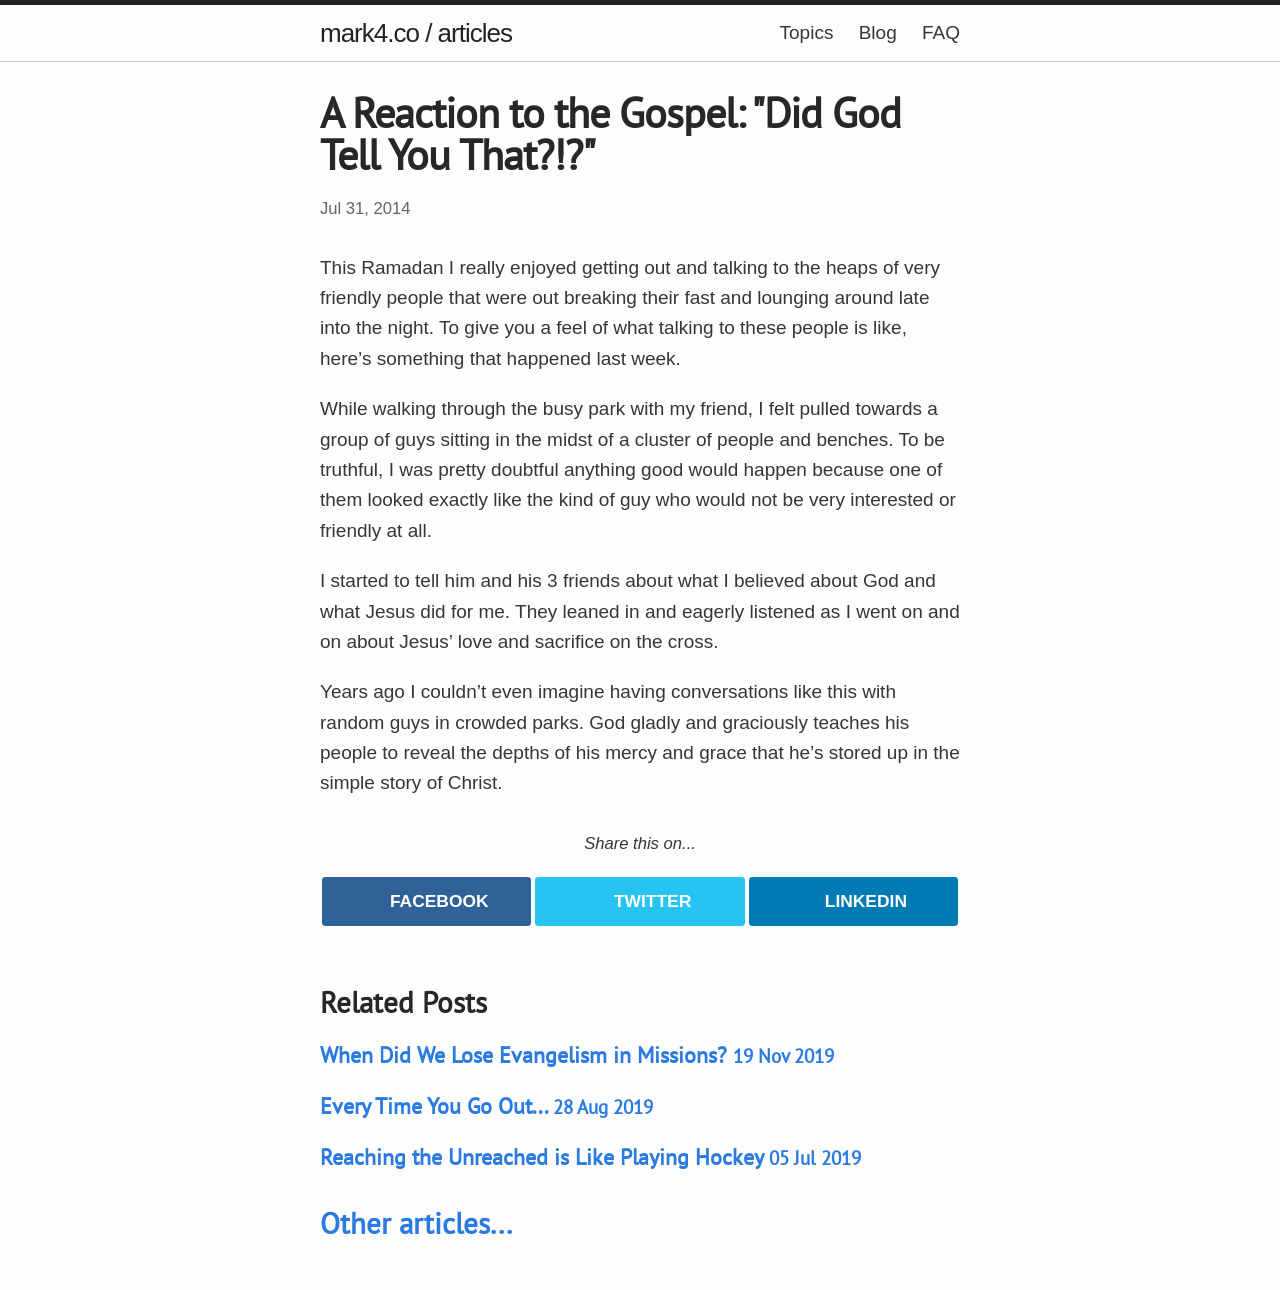 mark4.co / articles
Topics Blog FAQ
A Reaction to the Gospel: "Did God
Tell You That?!?"
Jul 31, 2014
This Ramadan I really enjoyed getting out and talking to the heaps of very
friendly people that were out breaking their fast and lounging around late
into the night. To give you a feel of what talking to these people is like,
here’s something that happened last week.
While walking through the busy park with my friend, I felt pulled towards a
group of guys sitting in the midst of a cluster of people and benches. To be
truthful, I was pretty doubtful anything good would happen because one of
them looked exactly like the kind of guy who would not be very interested or
friendly at all.
I started to tell him and his 3 friends about what I believed about God and
what Jesus did for me. They leaned in and eagerly listened as I went on and
on about Jesus’ love and sacrifice on the cross.
Years ago I couldn’t even imagine having conversations like this with
random guys in crowded parks. God gladly and graciously teaches his
people to reveal the depths of his mercy and grace that he’s stored up in the
simple story of Christ.
Share this on...
FACEBOOK TWITTER LINKEDIN
Related Posts
When Did We Lose Evangelism in Missions? 19 Nov 2019
Every Time You Go Out... 28 Aug 2019
Reaching the Unreached is Like Playing Hockey 05 Jul 2019
Other articles...